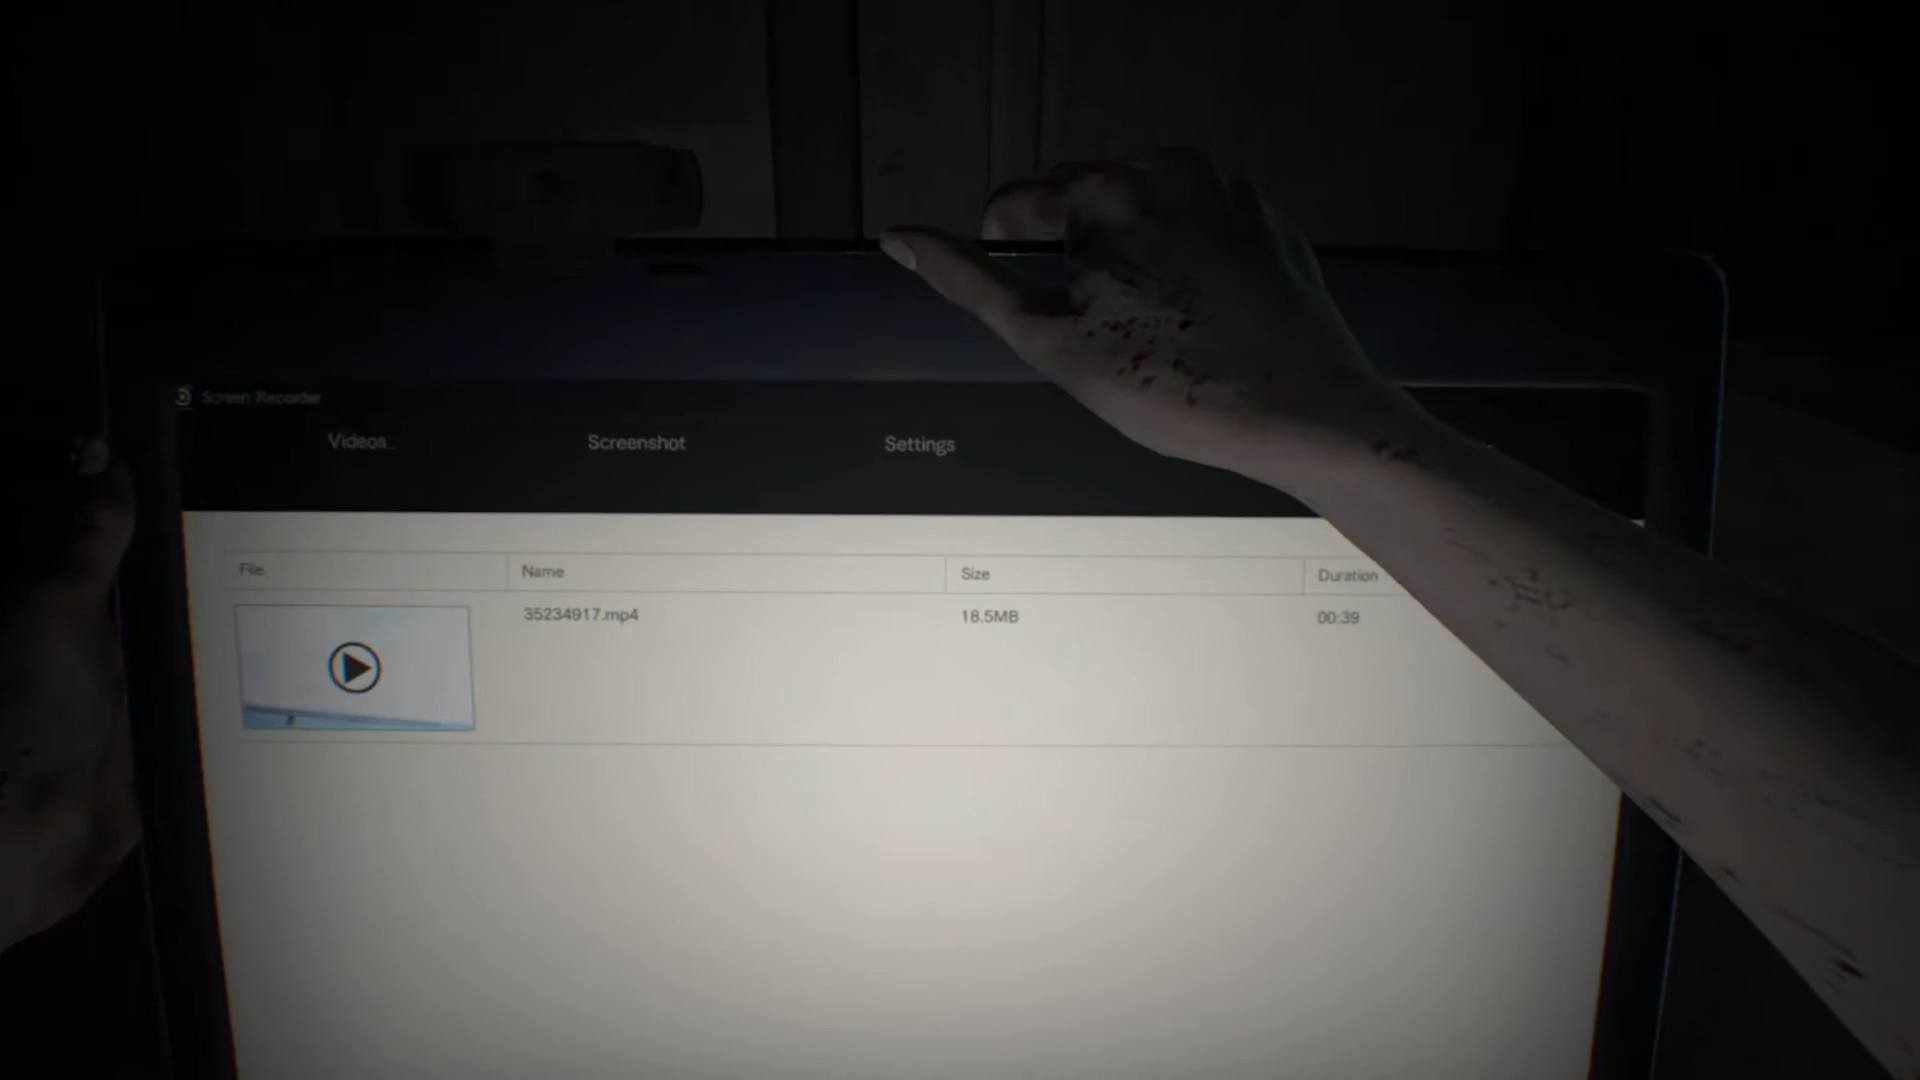 Screen Recorder
Videos
Screenshot
Settings
File
Name
Size
Duration
35234917.mp4
18.5MB
00:39